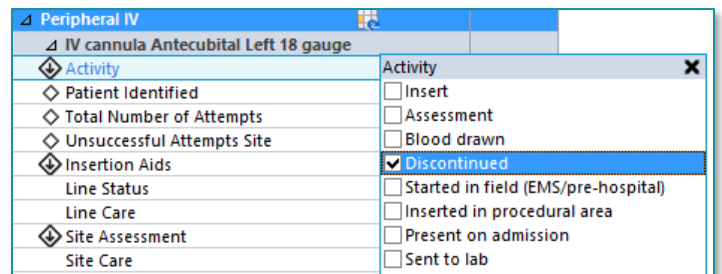 Peripheral IV
IV cannula Antecubital Left 18 gauge
Activity
Patient Identified
Total Number of Attempts
Unsuccessful Attempts Site
Insertion Aids
Line Status
Line Care
Site Assessment
Site Care
Activity
Insert
Assessment
Blood drawn
Discontinued
Started in field (EMS/pre-hospital)
Inserted in procedural area
Present on admission
Sent to lab